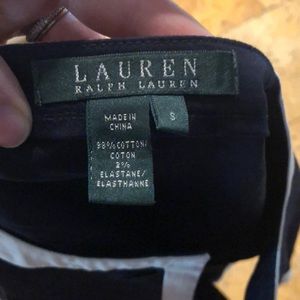 LAUREN
RALPH LAUREN
MADE IN
CHINA
S
98% COTTON/
COTON
2%
ELASTANE/
ELASTHANNE